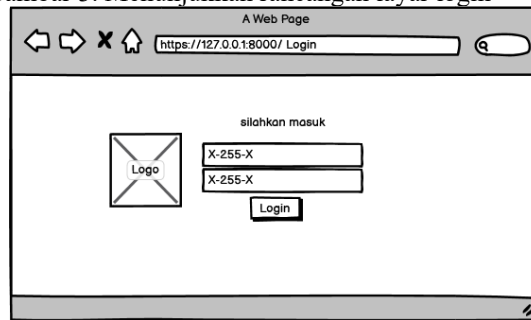 A Web Page
https://127.0.0.1:8000/ Login
silahkan masuk
Logo
X-255-X
X-255-X
Login